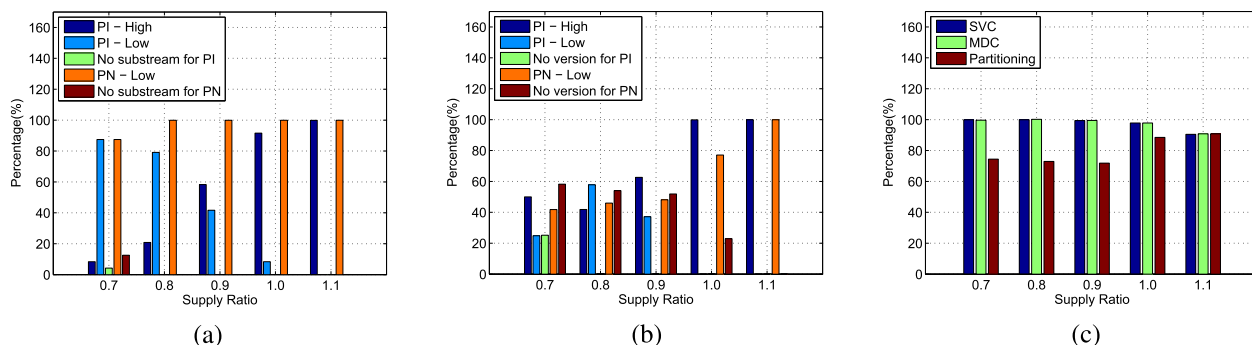 160
140
120
100
80
60
40
20
0
Percentage(%)
PI − High
PI − Low
No substream for PI
PN − Low
No substream for PN
0.7 0.8 0.9 1.0 1.1
Supply Ratio
(a)
160
140
120
100
80
60
40
20
0
Percentage(%)
PI − High
PI − Low
No version for PI
PN − Low
No version for PN
0.7 0.8 0.9 1.0 1.1
Supply Ratio
(b)
160
140
120
100
80
60
40
20
0
Percentage(%)
SVC
MDC
Partitioning
0.7 0.8 0.9 1.0 1.1
Supply Ratio
(c)